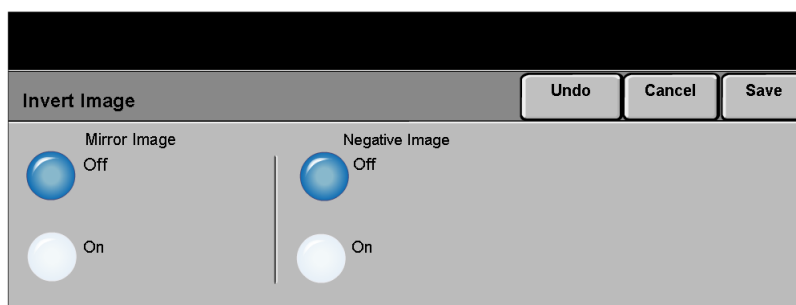 Invert Image
Undo
Cancel
Save
Mirror Image
Off
On
Negative Image
Off
On